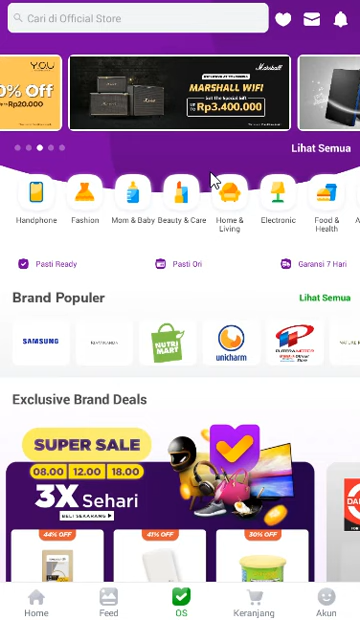 Cari di Official Store
Y.O.U
0% Off
Rp20.000
Marshall
MARSHALL WIFI
Rp3.400.000
Lihat Semua
Handphone
Fashion
Mom & Baby
Beauty & Care
Home & Living
Electronic
Food & Health
Pasti Ready
Pasti Ori
Garansi 7 Hari
Brand Populer
Lihat Semua
SAMSUNG
NUTRI MART
unicharm
Exclusive Brand Deals
SUPER SALE
08.00 12.00 18.00
3X Sehari
BELI SEKARANG
44% OFF
41% OFF
30% OFF
Home
Feed
OS
Keranjang
Akun